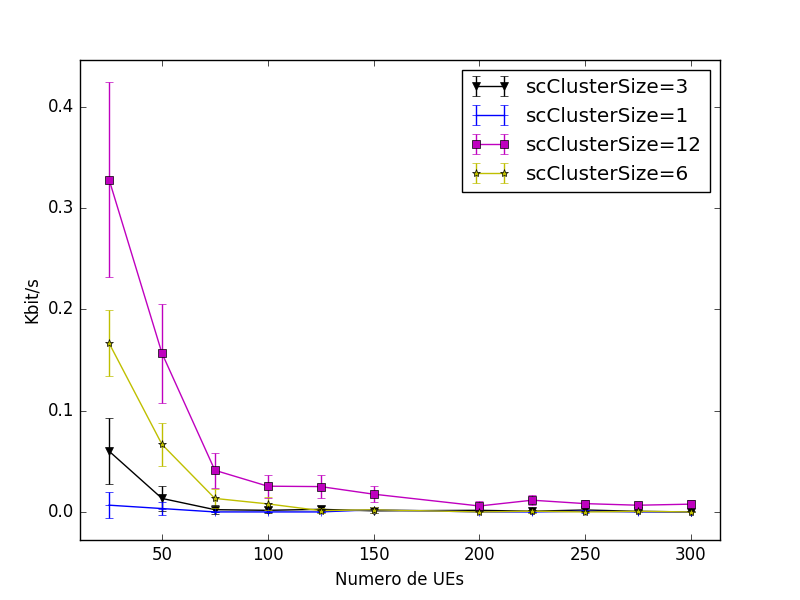 scClusterSize=3
scClusterSize=1
scClusterSize=12
scClusterSize=6
Kbit/s
0.4
0.3
0.2
0.1
0.0
50 100 150 200 250 300
Numero de UEs